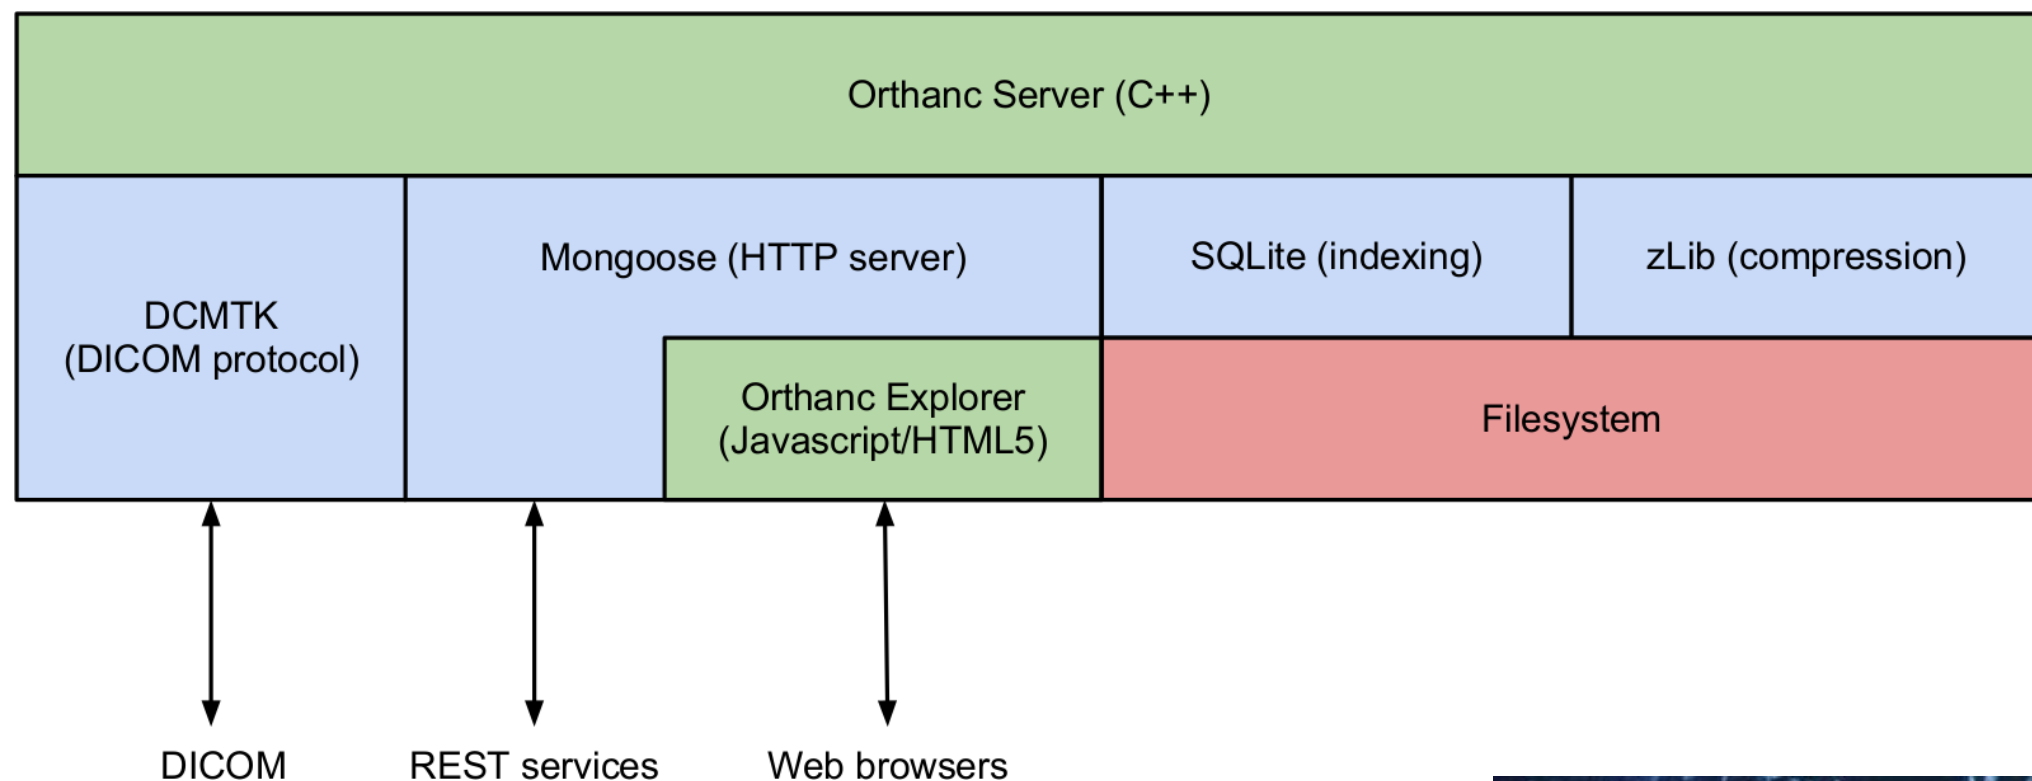 Orthanc Server (C++)
Mongoose (HTTP server)
SQLite (indexing)
zLib (compression)
DCMTK
(DICOM protocol)
Orthanc Explorer
(Javascript/HTML5)
Filesystem
DICOM
REST services
Web browsers